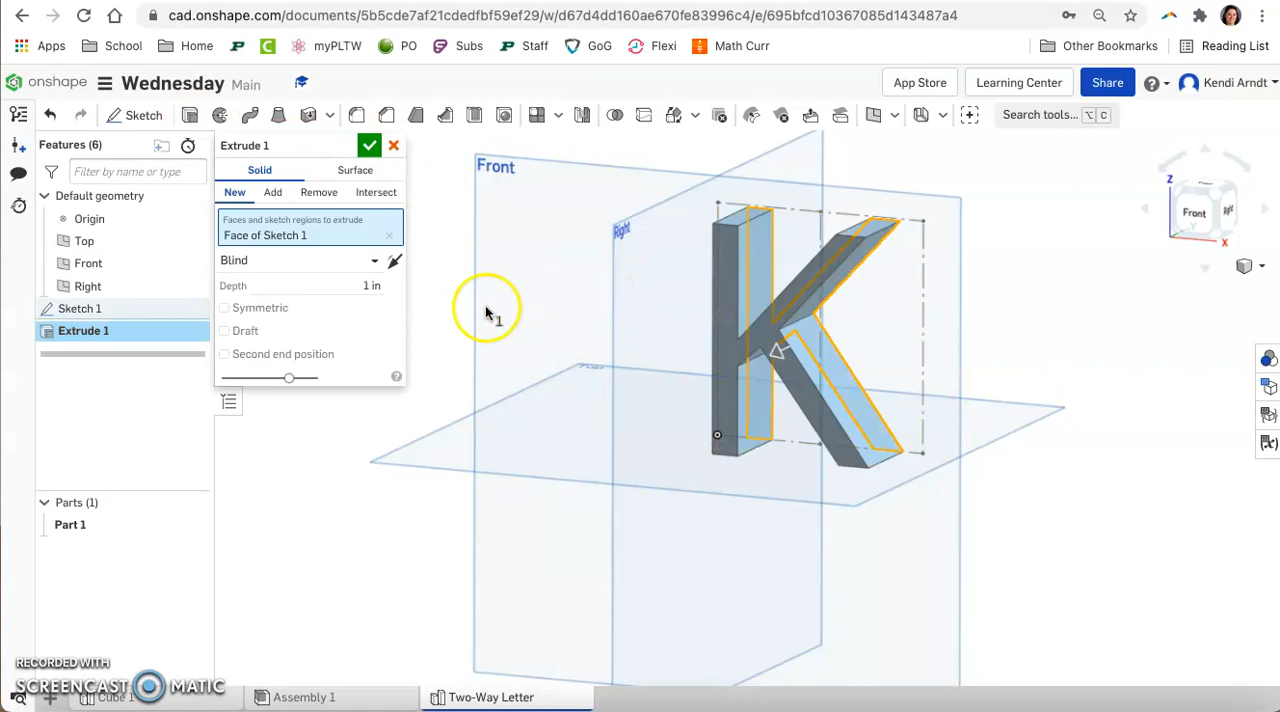 cad.onshape.com/documents/5b5cde7af21cdedfbf59ef29/w/d67d4dd160ae670fe83996c4/e/695bfcd10367085d143487a4
Apps School Home myPLTW PO Subs Staff GoG Flexi Math Curr Other Bookmarks Reading List
onshape Wednesday Main App Store Learning Center Share Kendi Arndt
Sketch Search tools... ⌥ C
Features (6)
Filter by name or type
Default geometry
Origin
Top
Front
Right
Sketch 1
Extrude 1
Parts (1)
Part 1
Extrude 1
Solid Surface
New Add Remove Intersect
Faces and sketch regions to extrude
Face of Sketch 1
Blind
Depth 1 in
Symmetric
Draft
Second end position
Front
Right
Top
K
1
Z
Front Right
X
RECORDED WITH
SCREENCAST MATIC
Cube 1 Assembly 1 Two-Way Letter